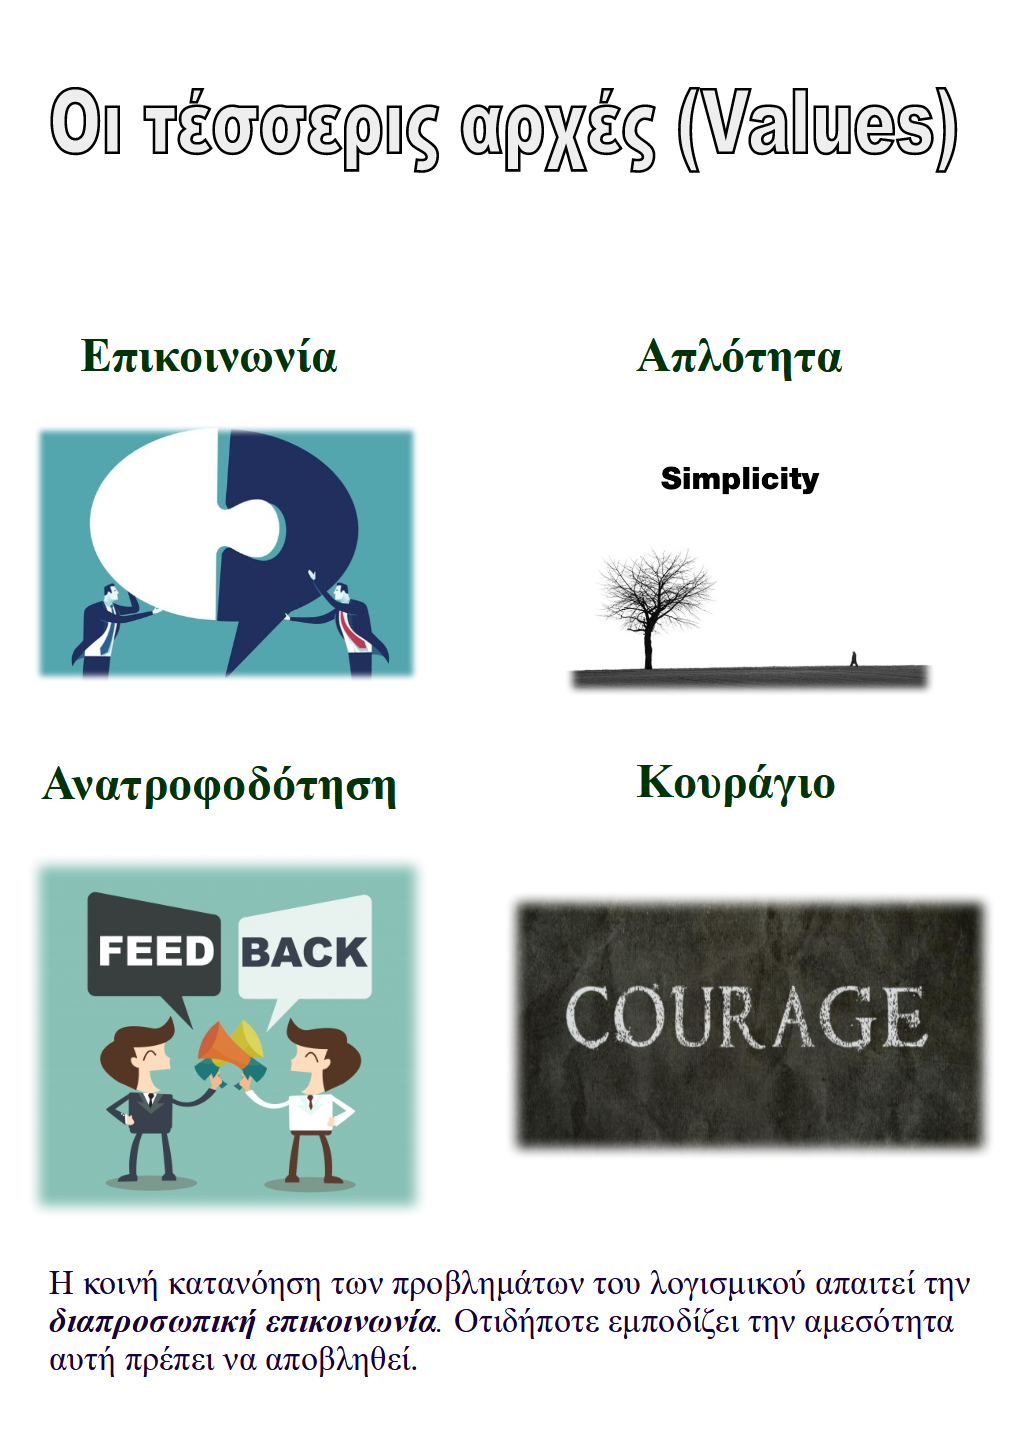 Οι τέσσερις αρχές (Values)
Επικοινωνία
Απλότητα
Simplicity
Ανατροφοδότηση
Κουράγιο
FEED BACK
COURAGE
Η κοινή κατανόηση των προβλημάτων του λογισμικού απαιτεί την
διαπροσωπική επικοινωνία. Οτιδήποτε εμποδίζει την αμεσότητα
αυτή πρέπει να αποβληθεί.